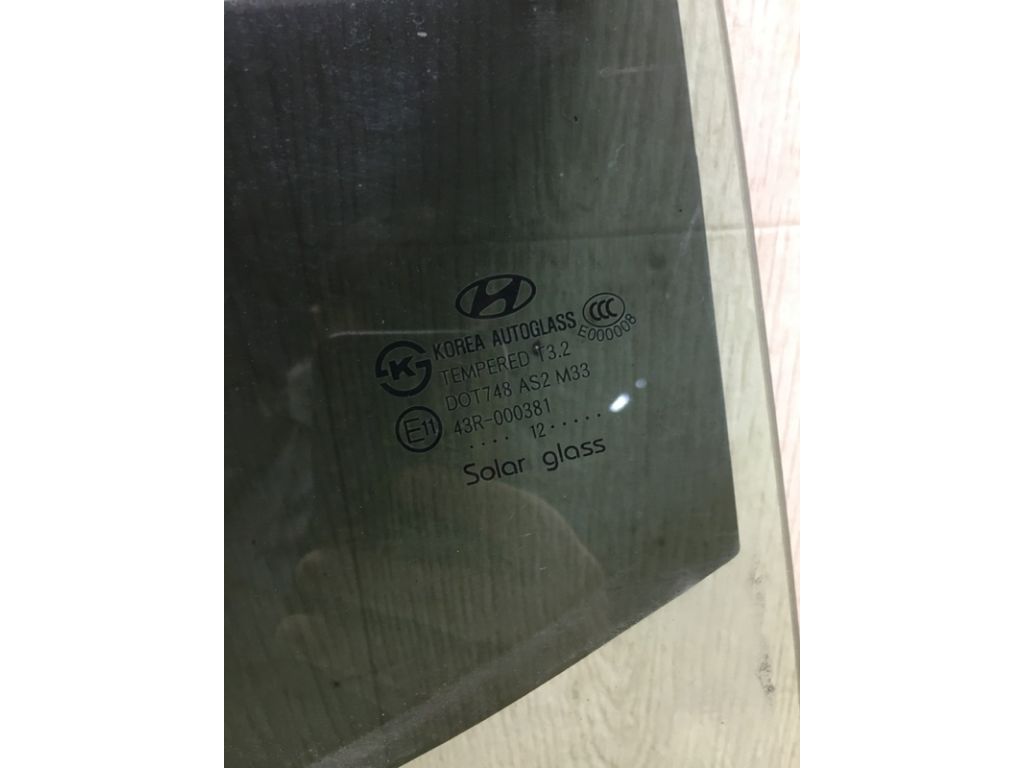 CCC
E000008
KOREA AUTOGLASS
TEMPERED T3.2
DOT748 AS2 M33
E11 43R-000381
.... 12 .....
Solar glass